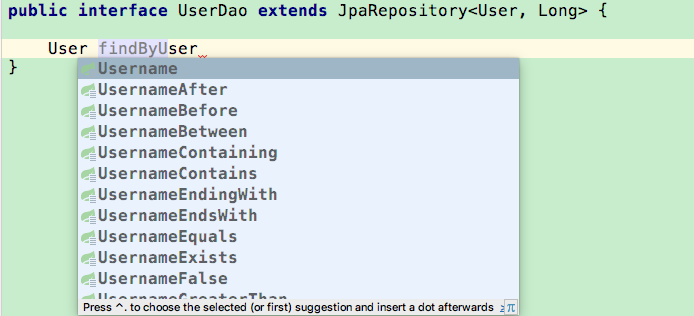 public interface UserDao extends JpaRepository<User, Long> {
User findByUser
}
Username
UsernameAfter
UsernameBefore
UsernameBetween
UsernameContaining
UsernameContains
UsernameEndingWith
UsernameEndsWith
UsernameEquals
UsernameExists
UsernameFalse
UsernameGreaterThan
Press ^. to choose the selected (or first) suggestion and insert a dot afterwards >> π